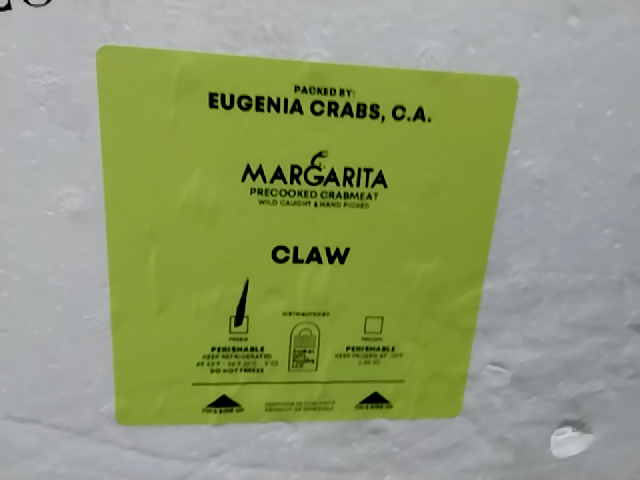 PACKED BY:
EUGENIA CRABS, C.A.
MARGARITA
PRECOOKED CRABMEAT
WILD CAUGHT & HAND PICKED
CLAW
DISTRIBUTED BY
FRESH
FROZEN
PERISHABLE
KEEP REFRIGERATED
DO NOT FREEZE
PERISHABLE
KEEP FROZEN AT
THIS SIDE UP
THIS SIDE UP
PRODUCT OF VENEZUELA